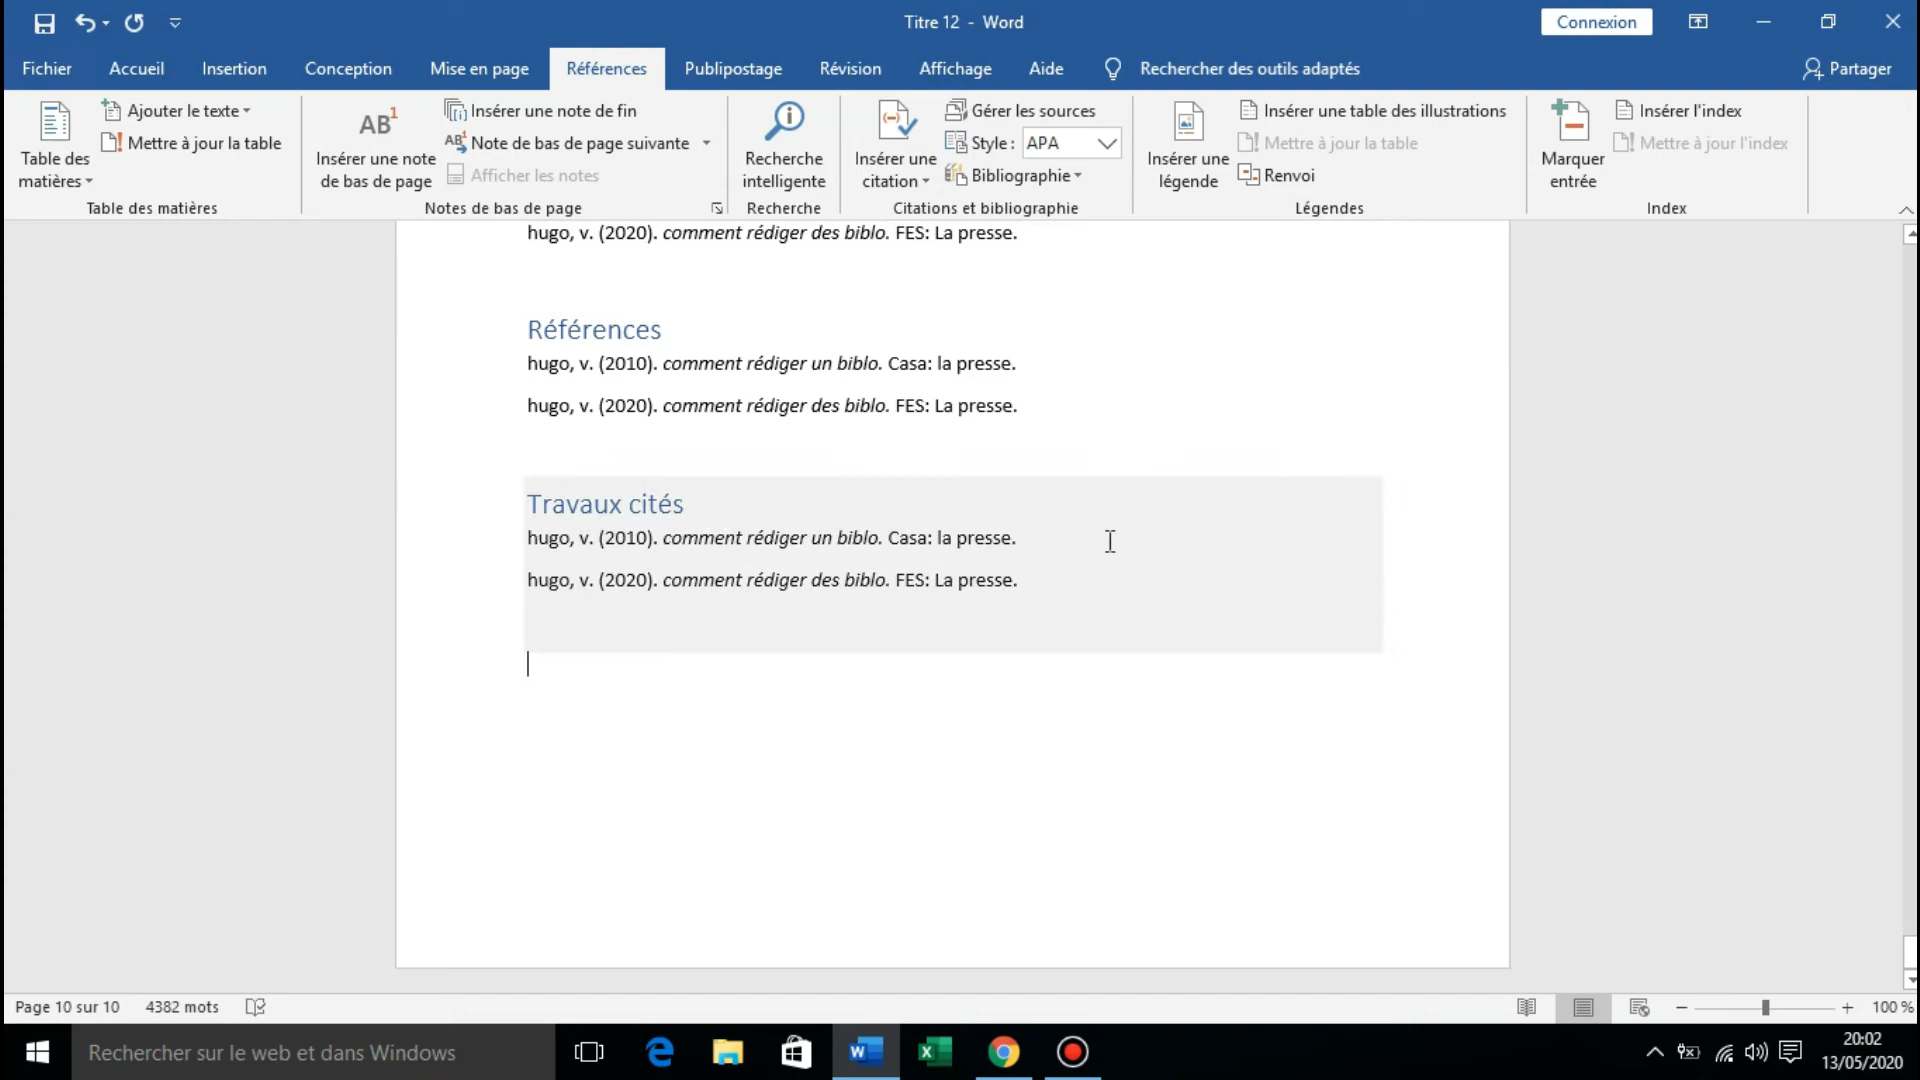 Titre 12 - Word
Connexion
Fichier
Accueil
Insertion
Conception
Mise en page
Références
Publipostage
Révision
Affichage
Aide
Rechercher des outils adaptés
Partager
Table des matières
Ajouter le texte
Mettre à jour la table
Table des matières
AB1
Insérer une note de bas de page
Insérer une note de fin
Note de bas de page suivante
Afficher les notes
Notes de bas de page
Recherche intelligente
Recherche
Insérer une citation
Gérer les sources
Style : APA
Bibliographie
Citations et bibliographie
Insérer une légende
Insérer une table des illustrations
Mettre à jour la table
Renvoi
Légendes
Marquer entrée
Insérer l'index
Mettre à jour l'index
Index
hugo, v. (2020). comment rédiger des biblo. FES: La presse.
Références
hugo, v. (2010). comment rédiger un biblo. Casa: la presse.
hugo, v. (2020). comment rédiger des biblo. FES: La presse.
Travaux cités
hugo, v. (2010). comment rédiger un biblo. Casa: la presse.
hugo, v. (2020). comment rédiger des biblo. FES: La presse.
Page 10 sur 10
4382 mots
100 %
Rechercher sur le web et dans Windows
20:02
13/05/2020